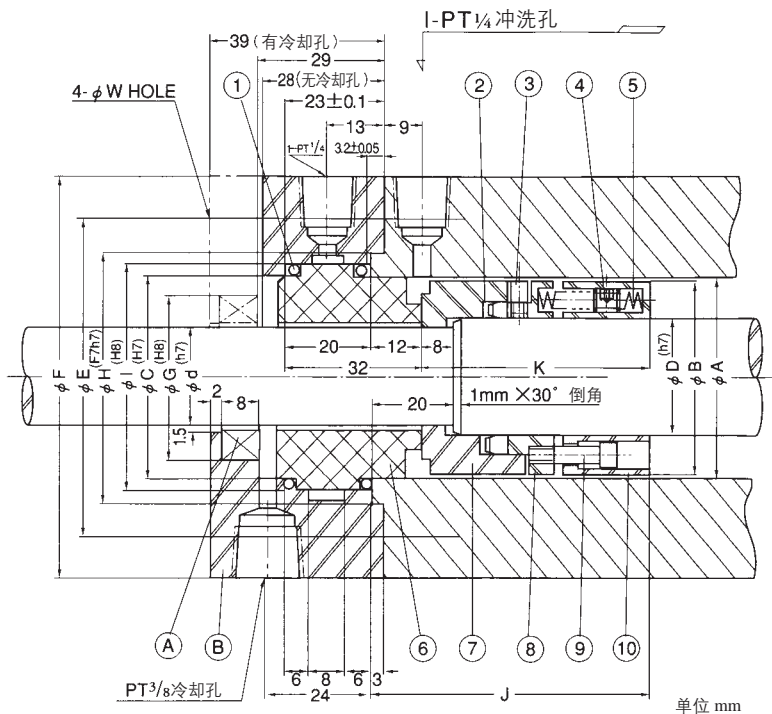 I-PT1/4冲洗孔
39(有冷却孔)
29
28(无冷却孔)
23±0.1
13
9
1-PT1/4
3.2±0.05
4-φW HOLE
1
2
3
4
5
20
12
8
32
K
20
1mm×30°倒角
2
8
1.5
φF
φE(F7h7)
φH(H8)
φI(H7)
φC(H8)
φG(h7)
φd
φD(h7)
φB
φA
A
B
6
7
8
9
10
6
8
6
3
24
J
PT3/8冷却孔
单位 mm